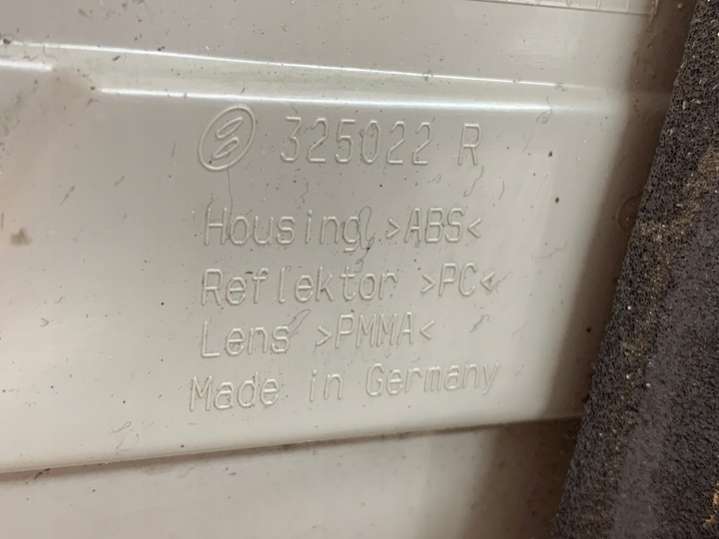 325022 R
Housing >ABS<
Reflektor >PC<
Lens >PMMA<
Made in Germany